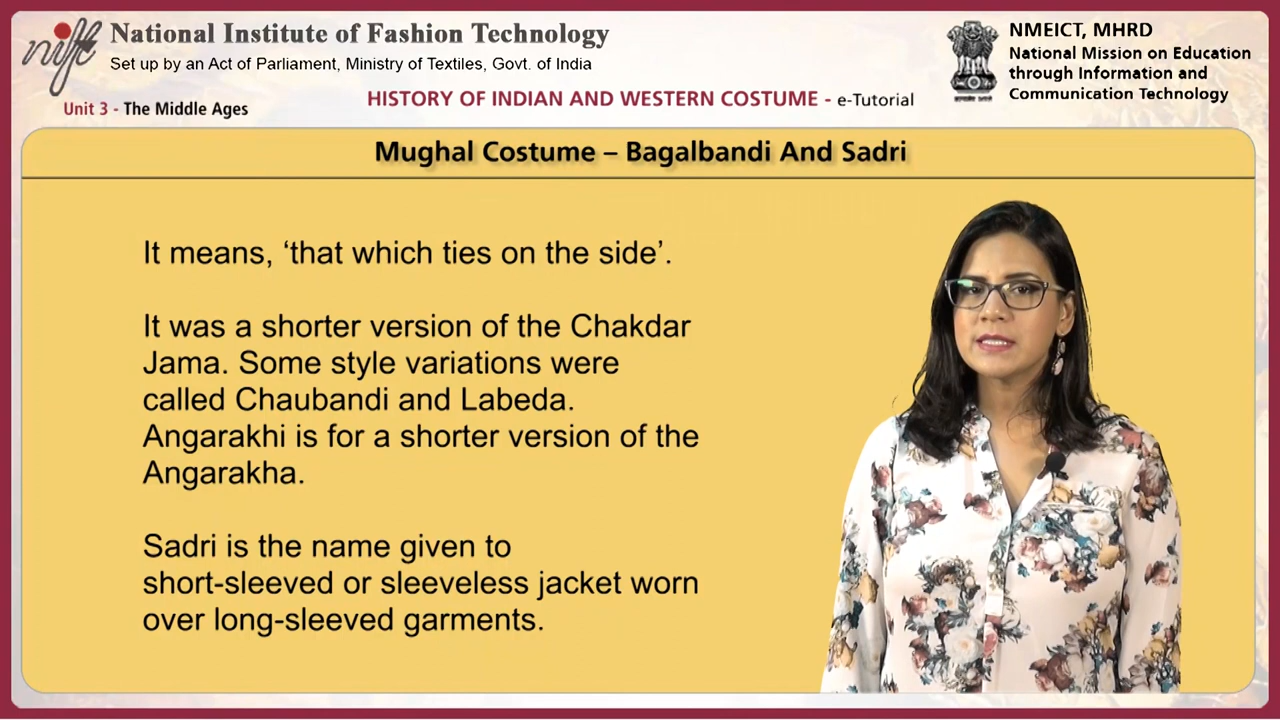 nift
National Institute of Fashion Technology
Set up by an Act of Parliament, Ministry of Textiles, Govt. of India
NMEICT, MHRD
National Mission on Education
through Information and
Communication Technology
Unit 3 - The Middle Ages
HISTORY OF INDIAN AND WESTERN COSTUME - e-Tutorial
Mughal Costume – Bagalbandi And Sadri
It means, ‘that which ties on the side’.
It was a shorter version of the Chakdar
Jama. Some style variations were
called Chaubandi and Labeda.
Angarakhi is for a shorter version of the
Angarakha.
Sadri is the name given to
short-sleeved or sleeveless jacket worn
over long-sleeved garments.